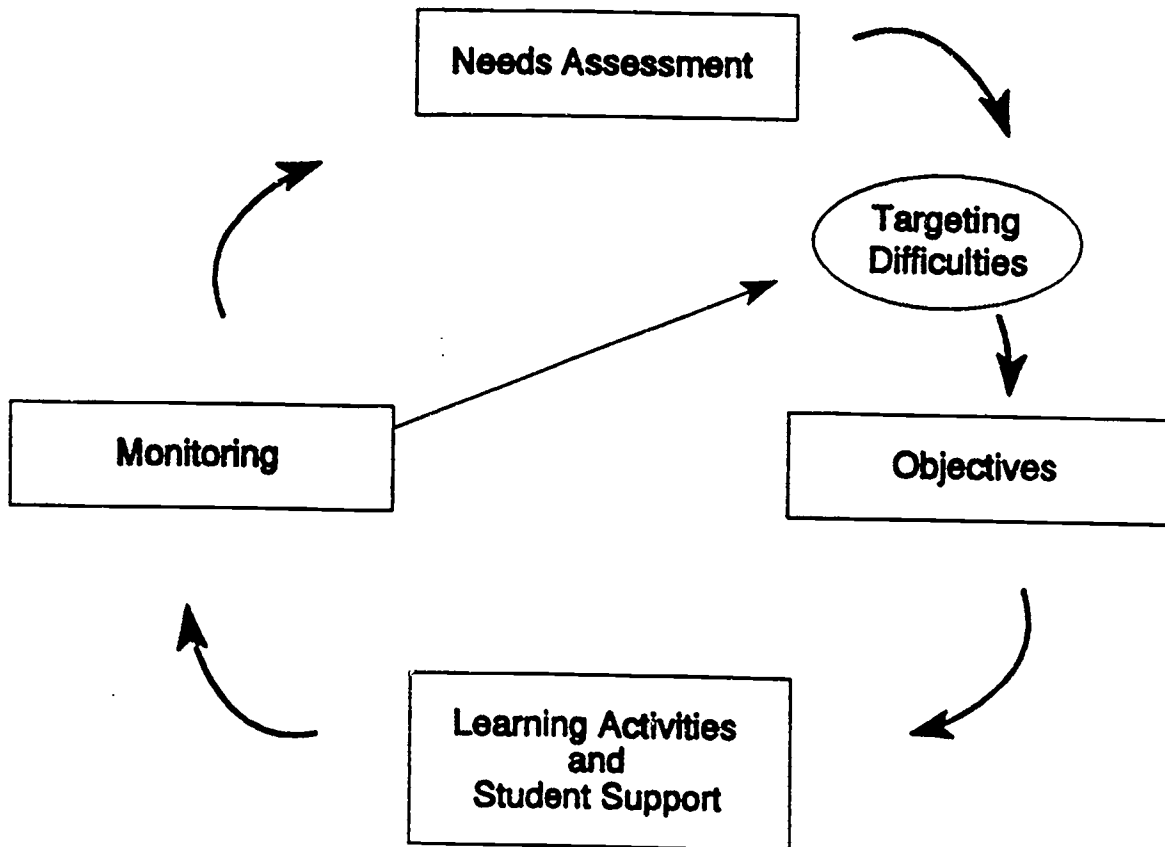 Needs Assessment
Targeting
Difficulties
Monitoring
Objectives
Learning Activities
and
Student Support